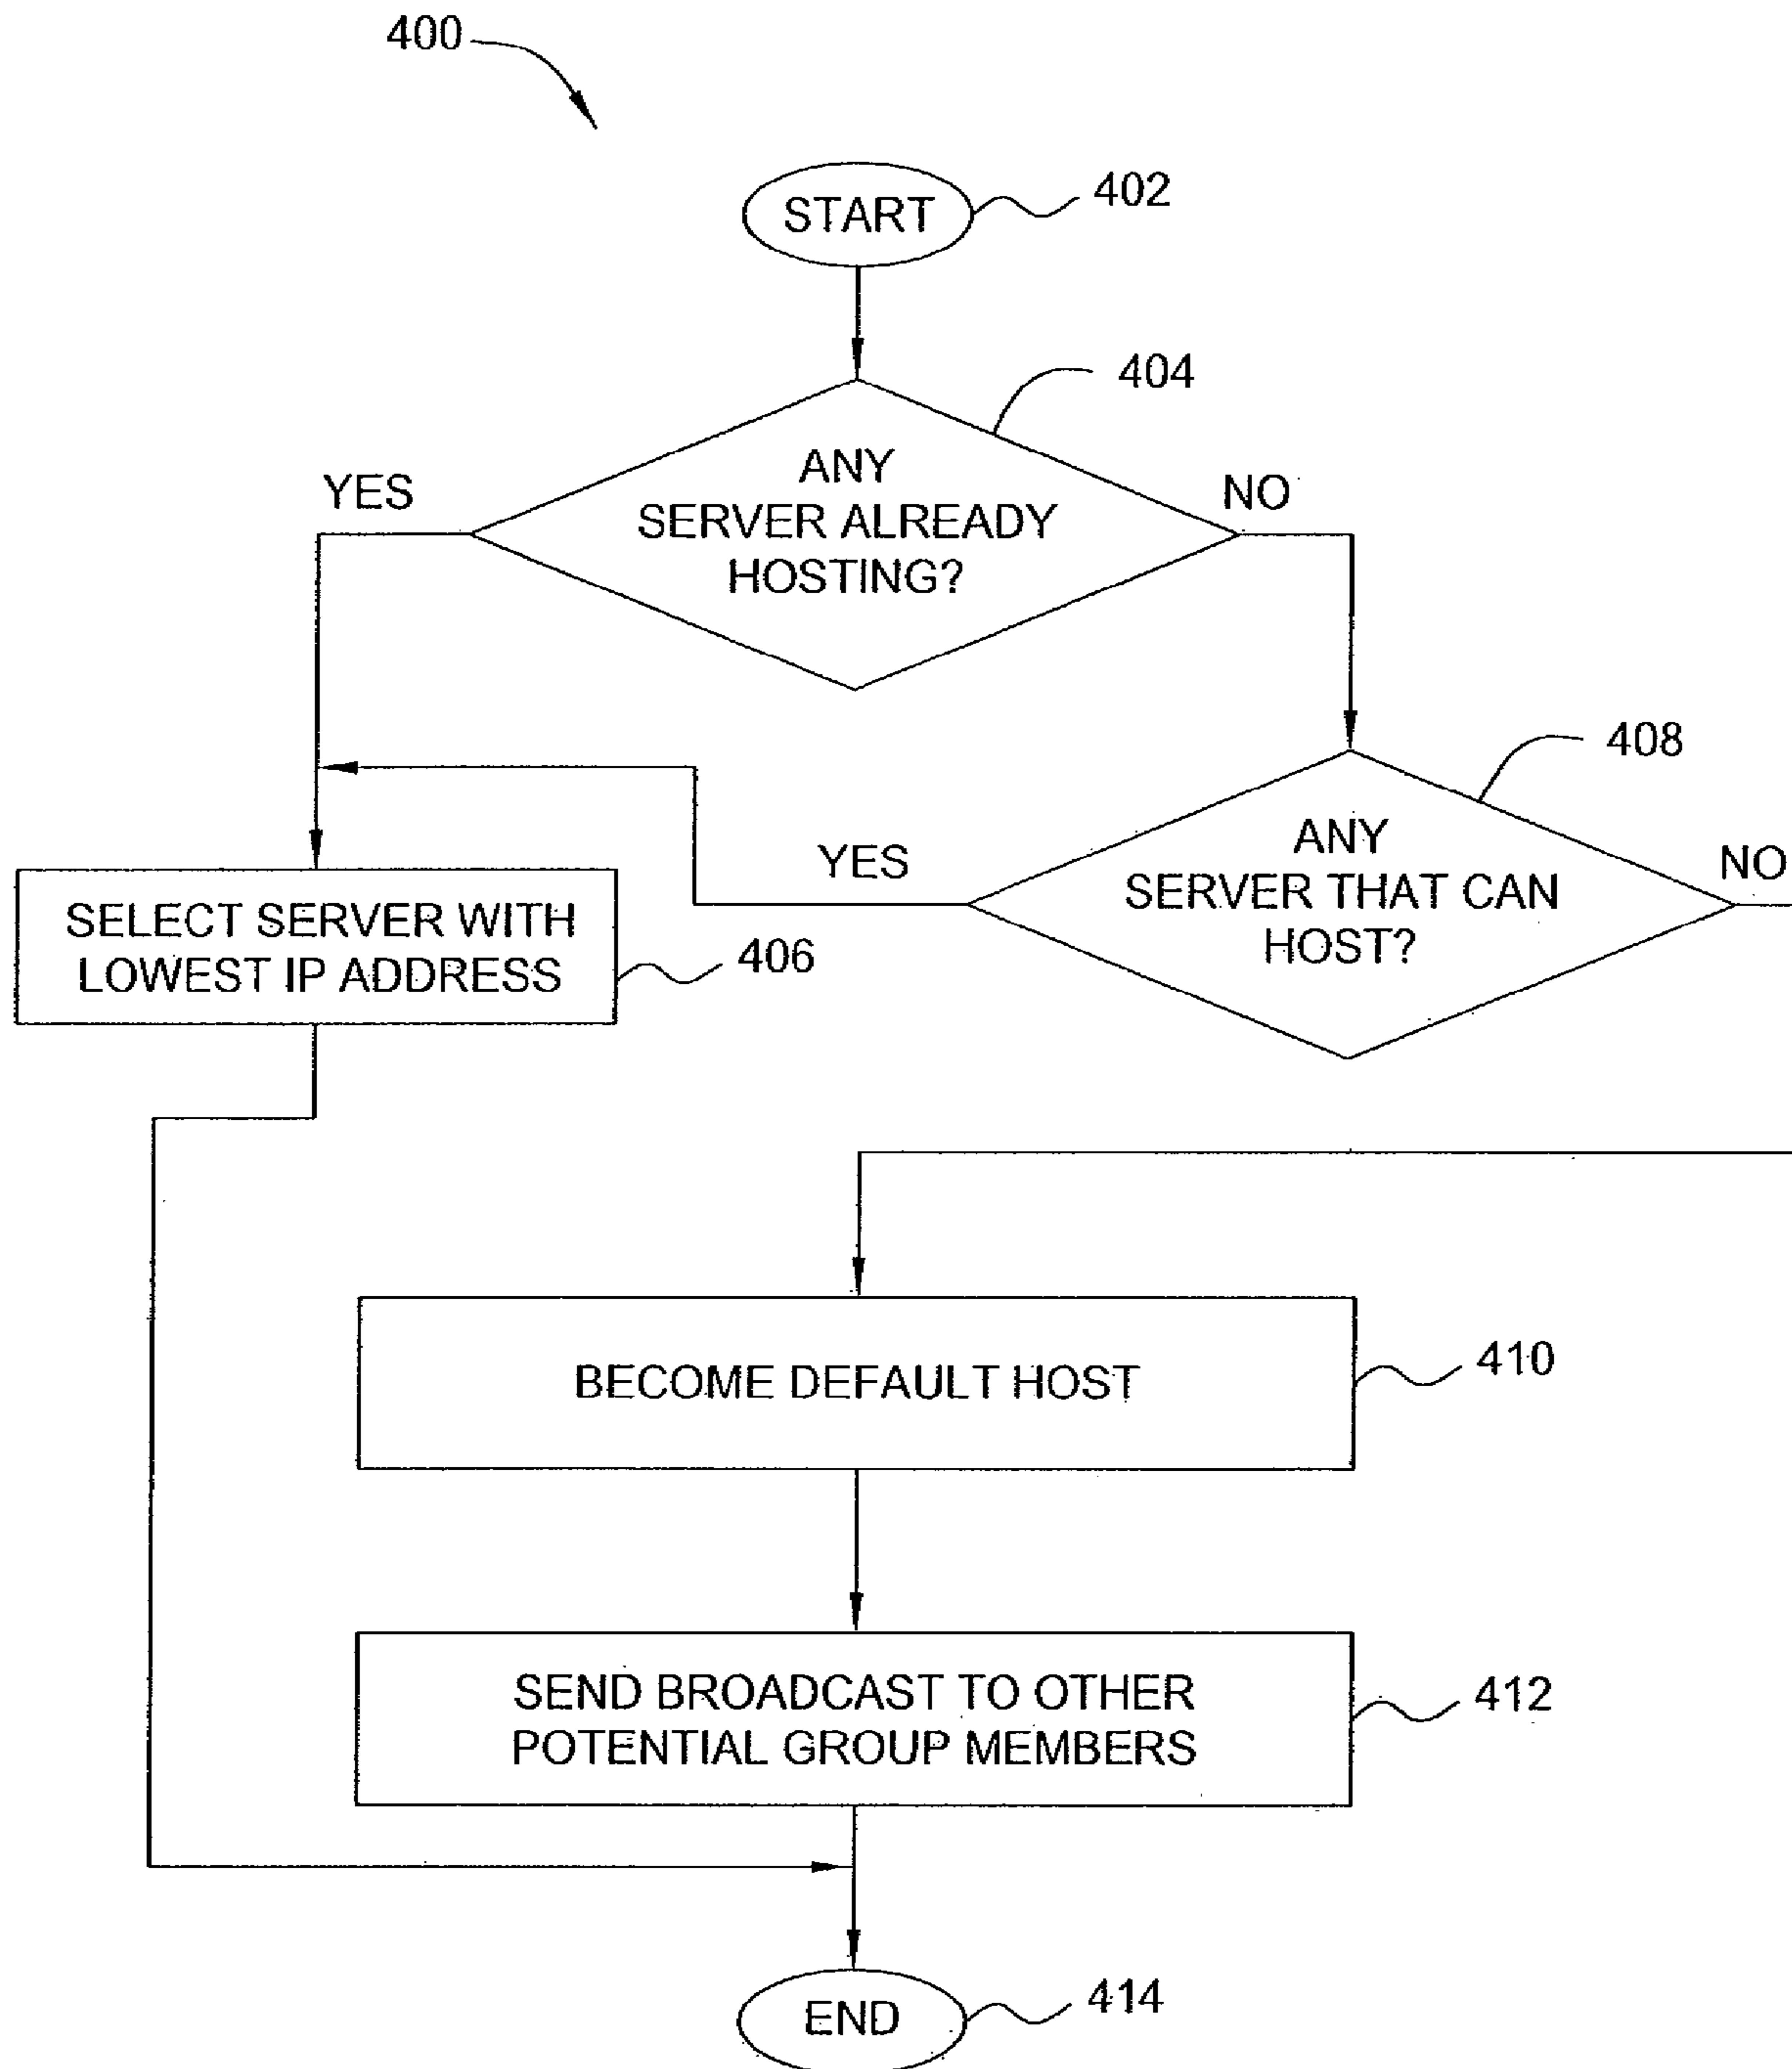 400
START
402
404
ANY
SERVER ALREADY
HOSTING?
YES
NO
408
ANY
SERVER THAT CAN
HOST?
YES
NO
SELECT SERVER WITH
LOWEST IP ADDRESS
406
BECOME DEFAULT HOST
410
SEND BROADCAST TO OTHER
POTENTIAL GROUP MEMBERS
412
END
414